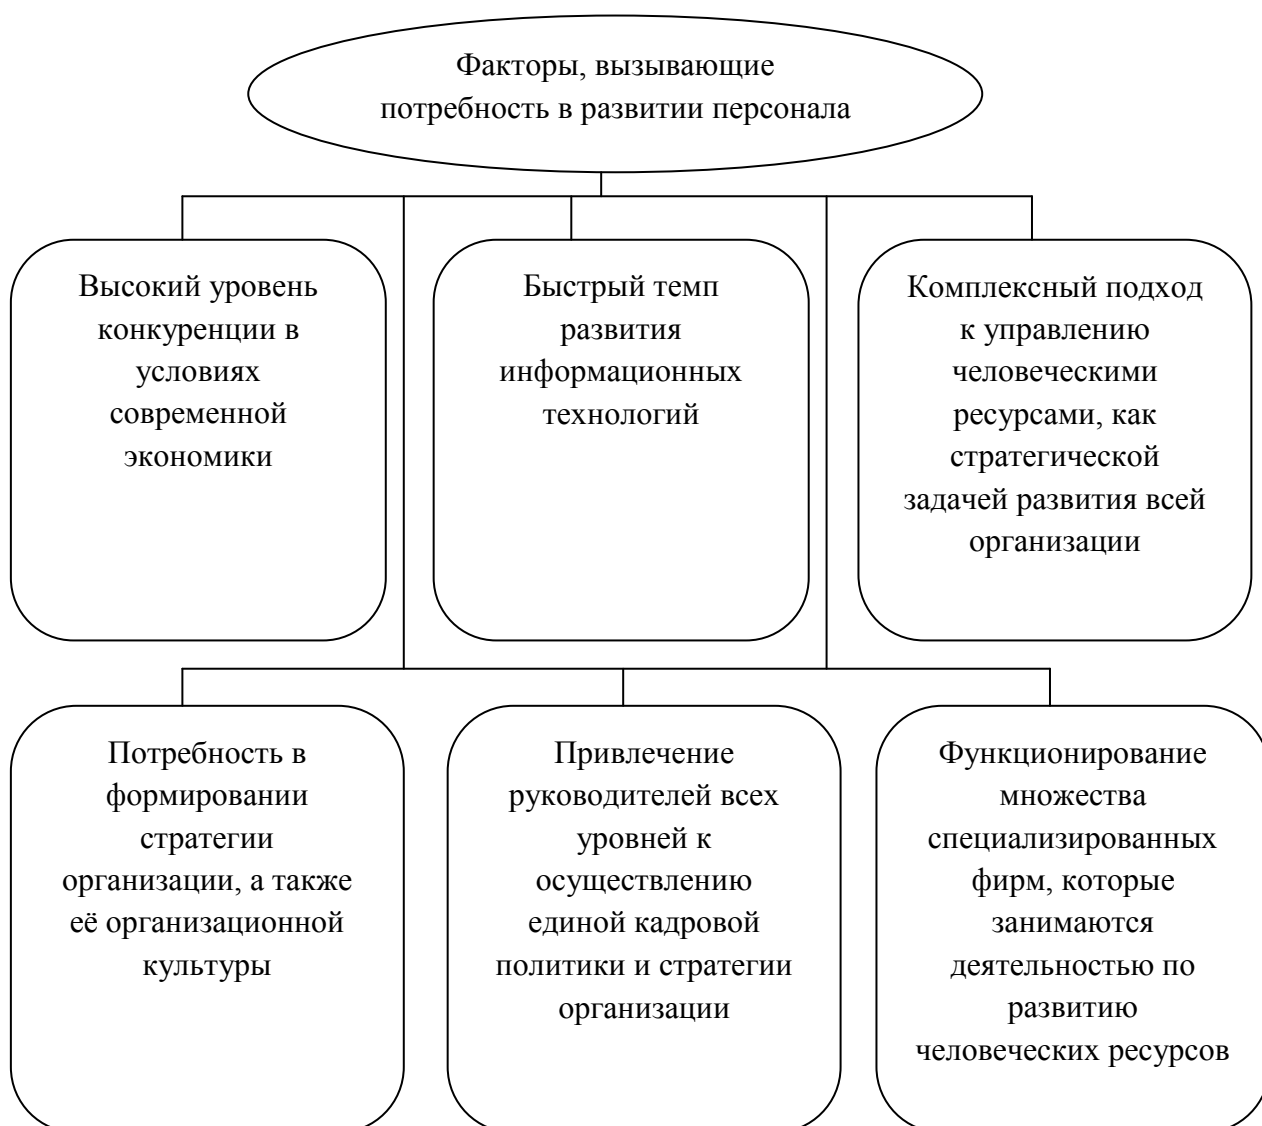 Факторы, вызывающие
потребность в развитии персонала
Высокий уровень
конкуренции в
условиях
современной
экономики
Быстрый темп
развития
информационных
технологий
Комплексный подход
к управлению
человеческими
ресурсами, как
стратегической
задачей развития всей
организации
Потребность в
формировании
стратегии
организации, а также
её организационной
культуры
Привлечение
руководителей всех
уровней к
осуществлению
единой кадровой
политики и стратегии
организации
Функционирование
множества
специализированных
фирм, которые
занимаются
деятельностью по
развитию
человеческих ресурсов